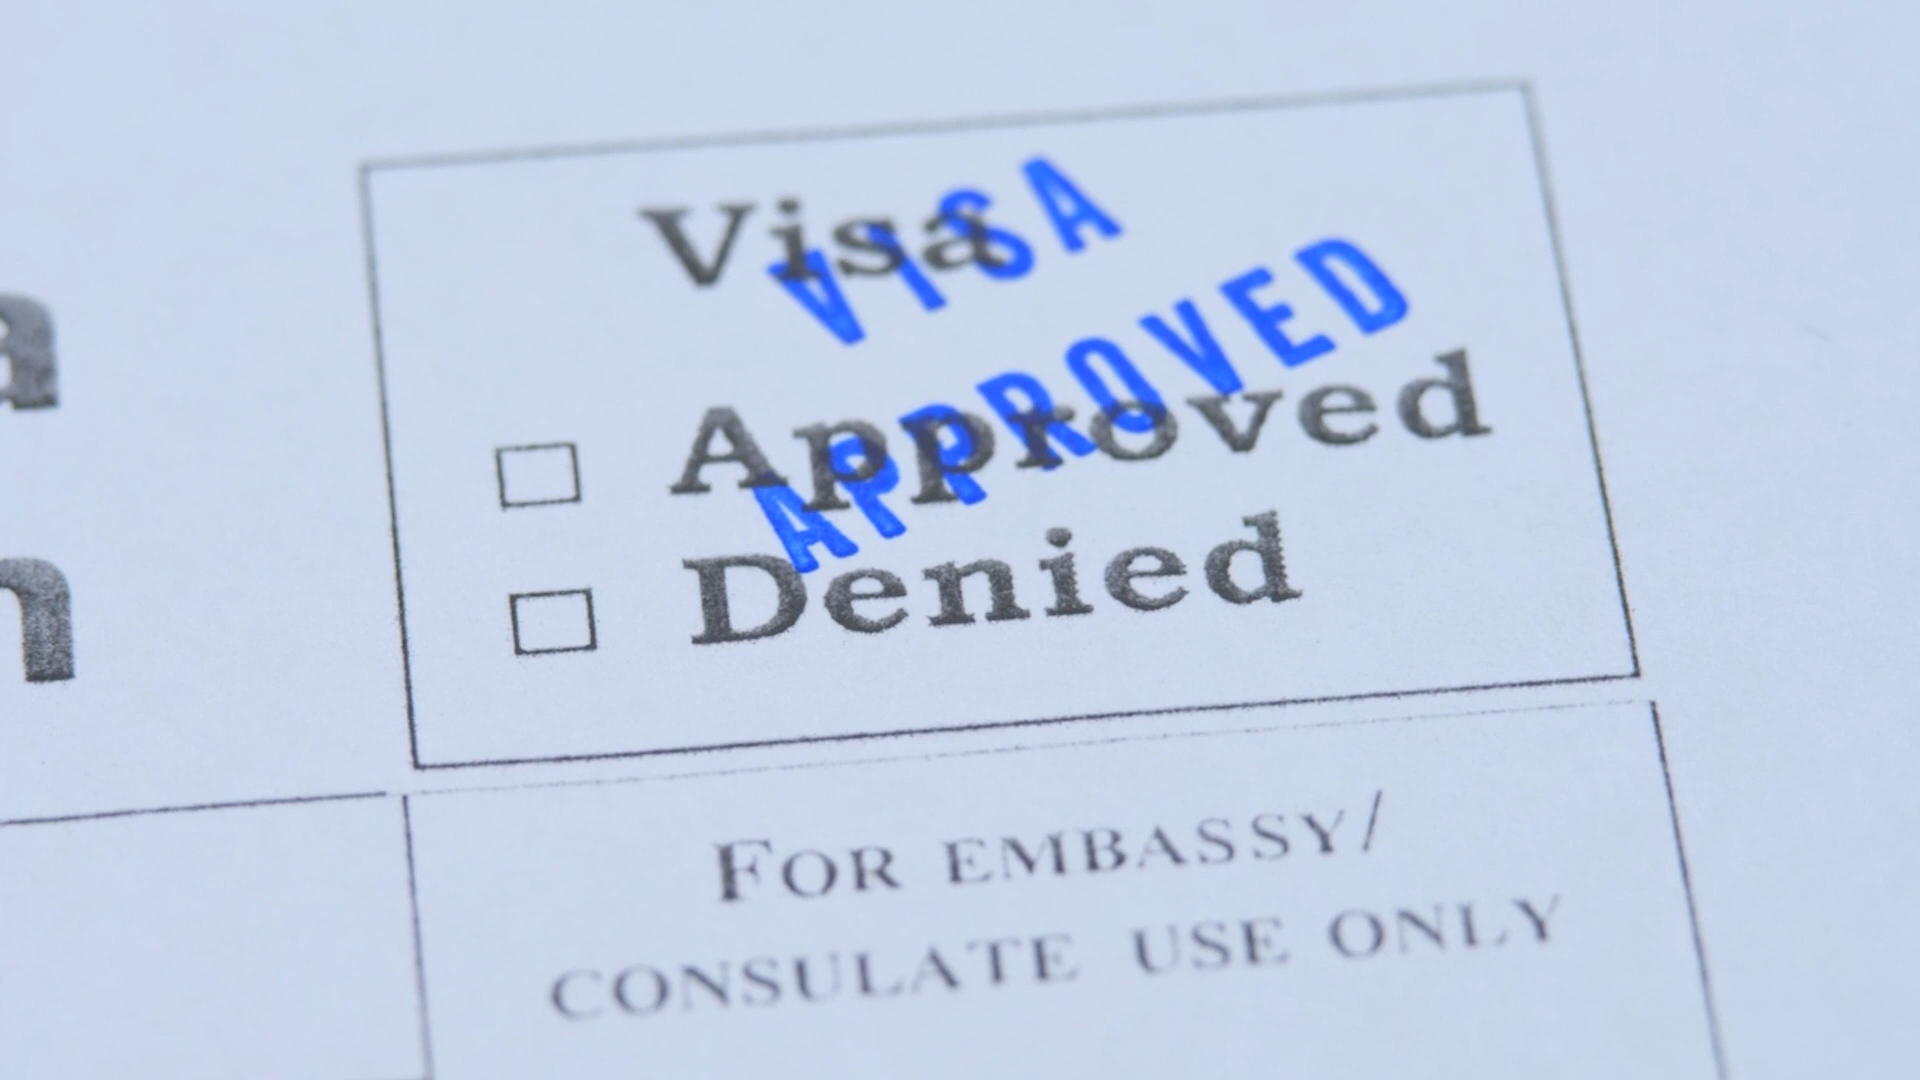 Visa
VISA
APPROVED
☐ Approved
☐ Denied
FOR EMBASSY/
CONSULATE USE ONLY